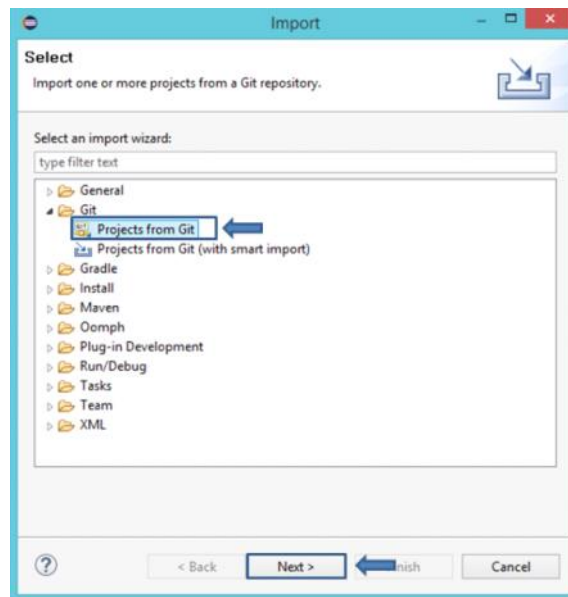 Import
Select
Import one or more projects from a Git repository.
Select an import wizard:
type filter text
General
Git
Projects from Git
Projects from Git (with smart import)
Gradle
Install
Maven
Oomph
Plug-in Development
Run/Debug
Tasks
Team
XML
? < Back Next > nish Cancel